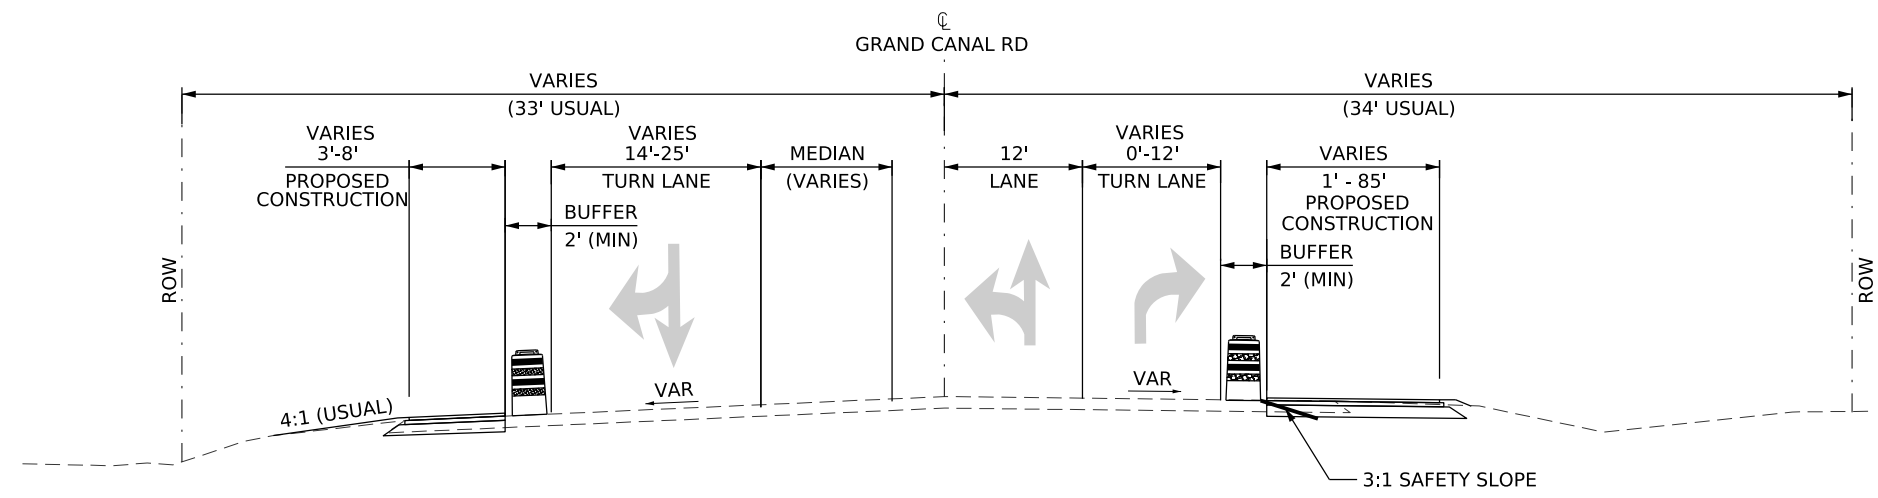 ℄
GRAND CANAL RD
VARIES
(33' USUAL)
VARIES
(34' USUAL)
VARIES
3'-8'
PROPOSED
CONSTRUCTION
VARIES
14'-25'
TURN LANE
MEDIAN
(VARIES)
12'
LANE
VARIES
0'-12'
TURN LANE
VARIES
1' - 85'
PROPOSED
CONSTRUCTION
BUFFER
2' (MIN)
BUFFER
2' (MIN)
ROW
ROW
VAR
VAR
4:1 (USUAL)
3:1 SAFETY SLOPE